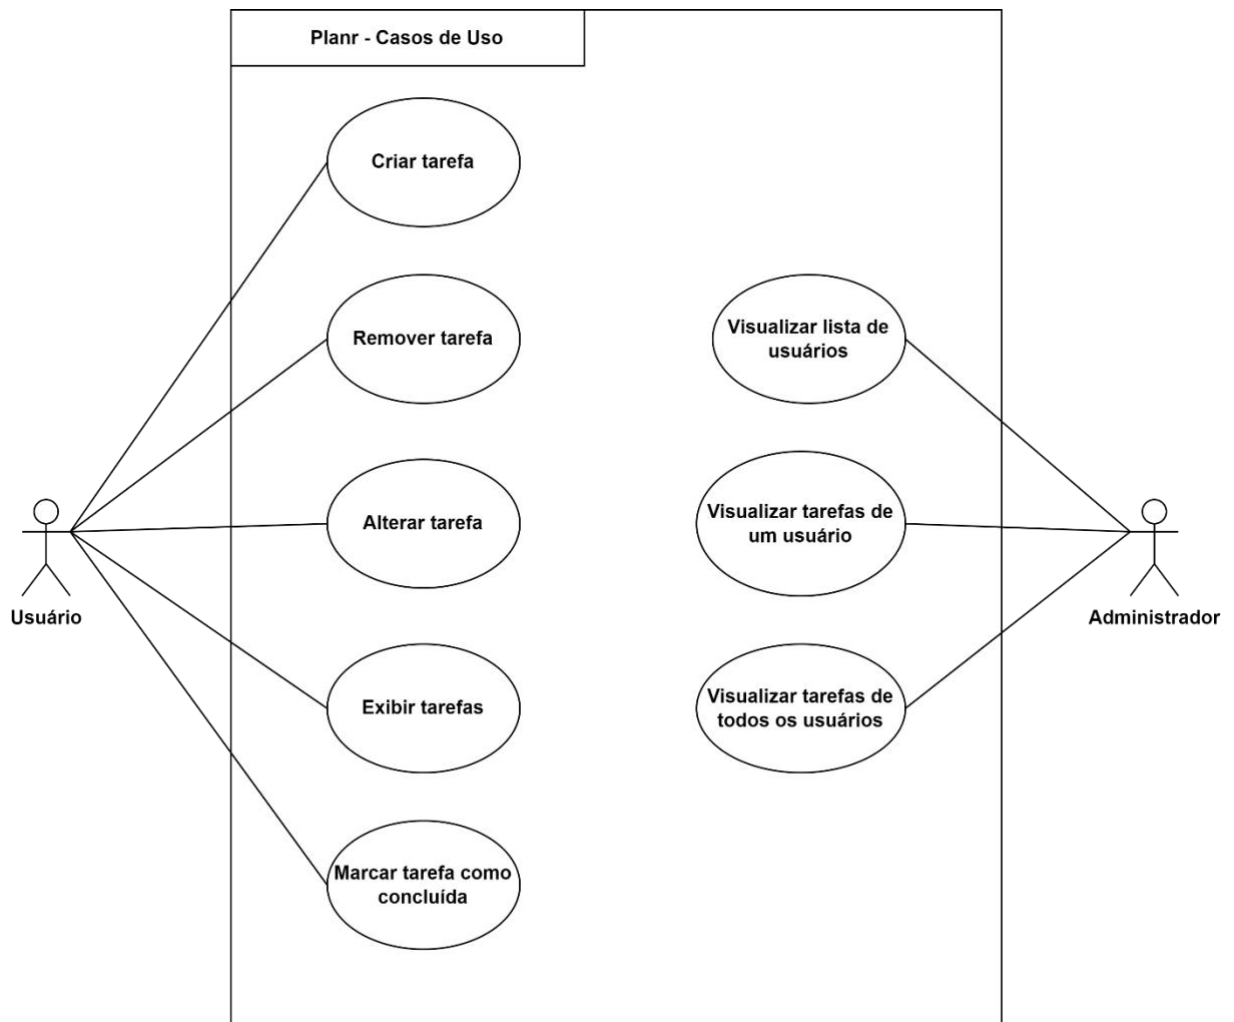 Planr - Casos de Uso
Criar tarefa
Remover tarefa
Alterar tarefa
Exibir tarefas
Marcar tarefa como
concluída
Visualizar lista de
usuários
Visualizar tarefas de
um usuário
Visualizar tarefas de
todos os usuários
Usuário
Administrador